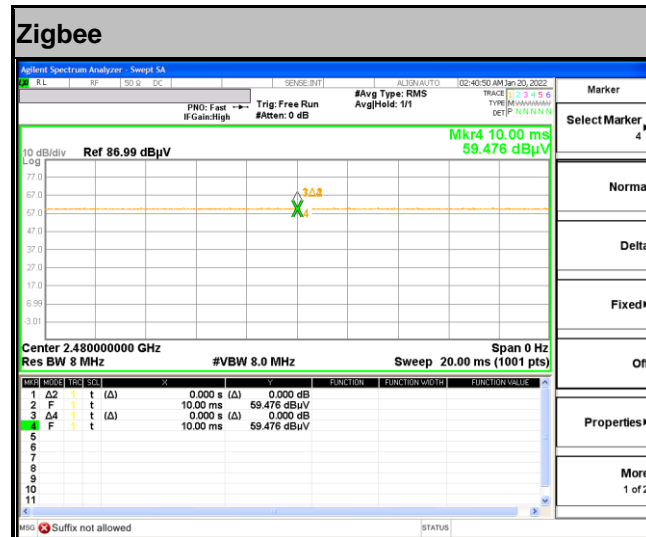 Zigbee
Agilent Spectrum Analyzer - Swept SA
RL RF 50 Ω DC SENSE:INT ALIGN AUTO 02:40:50 AM Jan 20, 2022
PNO: Fast Trig: Free Run #Avg Type: RMS TRACE 1 2 3 4 5 6
IFGain:High #Atten: 0 dB Avg|Hold: 1/1 TYPE M
DET P N N N N N
Mkr4 10.00 ms
59.476 dBµV
10 dB/div Ref 86.99 dBµV
Log
77.0
67.0
57.0
47.0
37.0
27.0
17.0
6.99
-3.01
4
Center 2.480000000 GHz Span 0 Hz
Res BW 8 MHz #VBW 8.0 MHz Sweep 20.00 ms (1001 pts)
MKR MODE TRC SCL X Y FUNCTION FUNCTION WIDTH FUNCTION VALUE
1 Δ2 1 t (Δ) 0.000 s (Δ) 0.000 dB
2 F 1 t 10.00 ms 59.476 dBµV
3 Δ4 1 t (Δ) 0.000 s (Δ) 0.000 dB
4 F 1 t 10.00 ms 59.476 dBµV
5
6
7
8
9
10
11
MSG Suffix not allowed STATUS
Marker
Select Marker
4
Norma
Delta
Fixed
Off
Properties
More
1 of 2